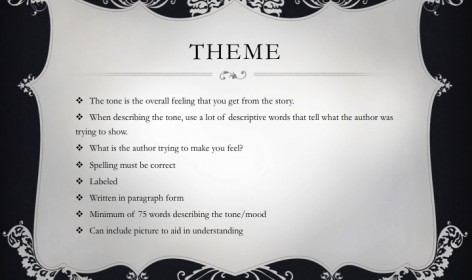 THEME
❖ The tone is the overall feeling that you get from the story.
❖ When describing the tone, use a lot of descriptive words that tell what the author was
trying to show.
❖ What is the author trying to make you feel?
❖ Spelling must be correct
❖ Labeled
❖ Written in paragraph form
❖ Minimum of 75 words describing the tone/mood
❖ Can include picture to aid in understanding